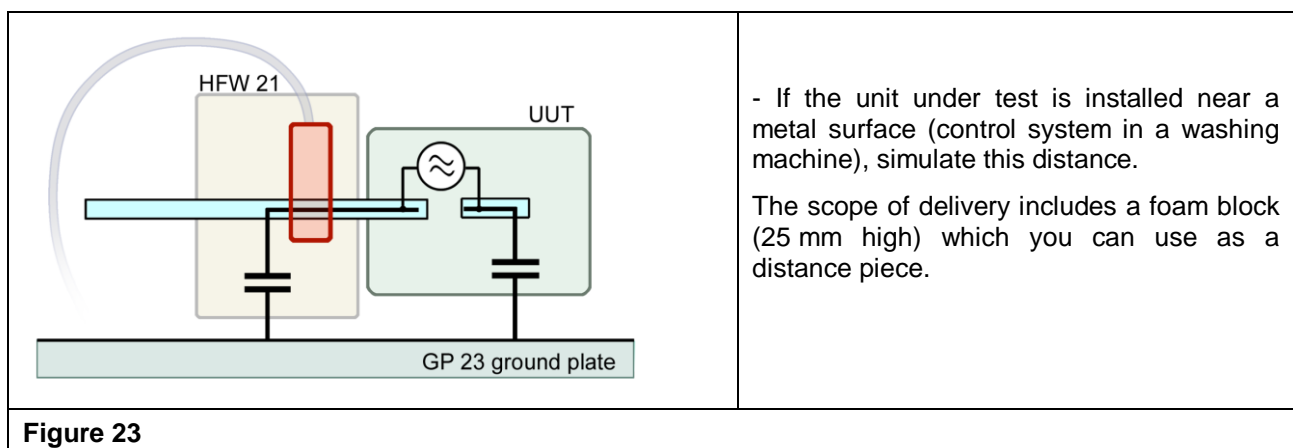 HFW 21
UUT
GP 23 ground plate
- If the unit under test is installed near a
metal surface (control system in a washing
machine), simulate this distance.
The scope of delivery includes a foam block
(25 mm high) which you can use as a
distance piece.
Figure 23